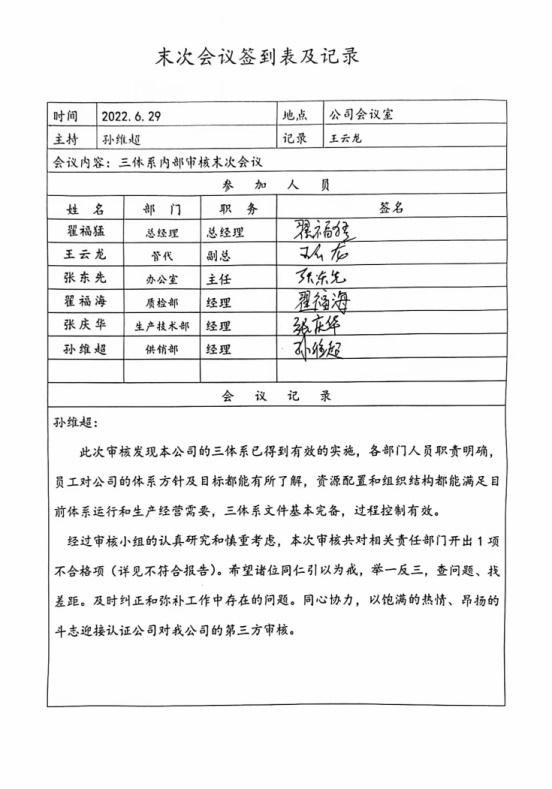 末次会议签到表及记录
时间 2022.6.29 地点 公司会议室
主持 孙维超 记录 王云龙
会议内容：三体系内部审核末次会议
参 加 人 员
姓 名 部 门 职 务 签名
翟福猛 总经理 总经理 翟福猛
王云龙 管代 副总 王云龙
张东先 办公室 主任 张东先
翟福海 质检部 经理 翟福海
张庆华 生产技术部 经理 张庆华
孙维超 供销部 经理 孙维超
会 议 记 录
孙维超：
此次审核发现本公司的三体系已得到有效的实施，各部门人员职责明确，
员工对公司的体系方针及目标都能有所了解，资源配置和组织结构都能满足目
前体系运行和生产经营需要，三体系文件基本完备，过程控制有效。
经过审核小组的认真研究和慎重考虑，本次审核共对相关责任部门开出 1 项
不合格项（详见不符合报告）。希望诸位同仁引以为戒，举一反三，查问题、找
差距。及时纠正和弥补工作中存在的问题。同心协力，以饱满的热情、昂扬的
斗志迎接认证公司对我公司的第三方审核。